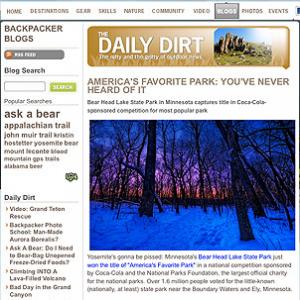 HOME DESTINATIONS GEAR SKILLS NATURE SURVIVAL VIDEO BLOGS PHOTOS EVENTS
BACKPACKER
BLOGS
RSS FEED
Blog Search
SEARCH
Popular Searches
ask a bear
appalachian trail
john muir trail kristin
hostetter yosemite bear
mount leconte blood
mountain gps trails
alabama beer
Daily Dirt
Video: Grand Teton
Rescue
Backpacker Photo
School: Man-Made
Aurora Borealis?
Ask A Bear: Do I Need
to Bear-Bag Unopened
Freeze-Dried Foods?
Climbing INTO A
Lava-Filled Volcano
Bad Day in the Grand
Canyon
THE
DAILY DIRT
The nitty and the gritty of outdoor news
AMERICA'S FAVORITE PARK: YOU'VE NEVER
HEARD OF IT
Bear Head Lake State Park in Minnesota captures title in Coca-Cola-
sponsored competition for most popular park
Yosemite's gonna be pissed: Minnesota's Bear Head Lake State Park just
won the title of "America's Favorite Park" in a national competition sponsored
by Coca-Cola and the National Parks Foundation, the largest official charity
for the national parks. Over 1.6 million people voted for the little-known
(nationally, at least) state park near the Boundary Waters and Ely, Minnesota.